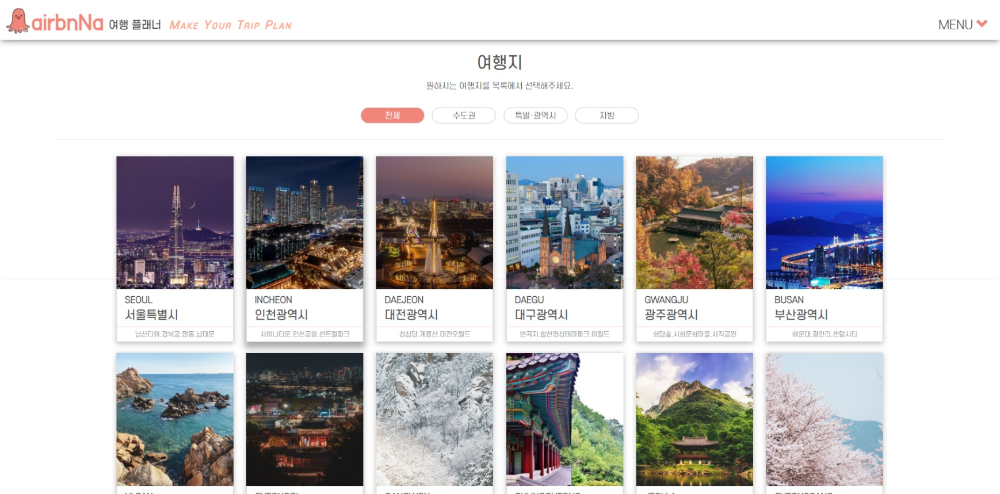 airbnNa 여행 플래너 MAKE YOUR TRIP PLAN
MENU
여행지
원하시는 여행지를 목록에서 선택해주세요.
전체 수도권 특별·광역시 지방
SEOUL
서울특별시
남산타워,경복궁,명동,남대문
INCHEON
인천광역시
차이나타운,인천공항,센트럴파크
DAEJEON
대전광역시
성심당,계룡산,대전오월드
DAEGU
대구광역시
반곡지,합천영상테마파크,이월드
GWANGJU
광주광역시
화담숲,시화문화마을,사직공원
BUSAN
부산광역시
해운대,광안리,센텀시티